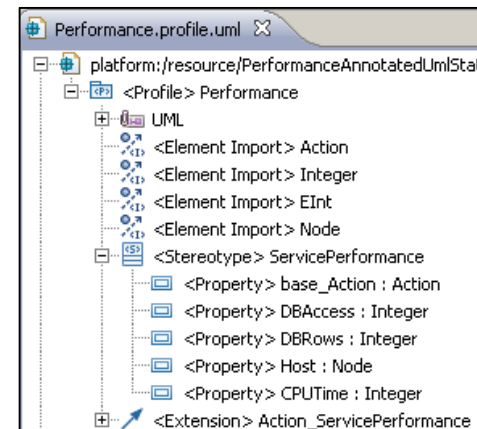 Performance.profile.uml
platform:/resource/PerformanceAnnotatedUmlSta
<Profile> Performance
UML
<Element Import> Action
<Element Import> Integer
<Element Import> EInt
<Element Import> Node
<Stereotype> ServicePerformance
<Property> base_Action : Action
<Property> DBAccess : Integer
<Property> DBRows : Integer
<Property> Host : Node
<Property> CPUTime : Integer
<Extension> Action_ServicePerformance